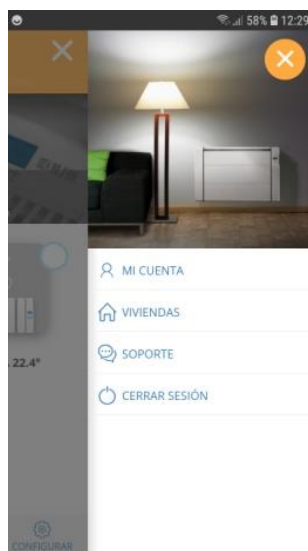 58% 12:29
MI CUENTA
VIVIENDAS
SOPORTE
22.4°
CERRAR SESIÓN
CONFIGURAR